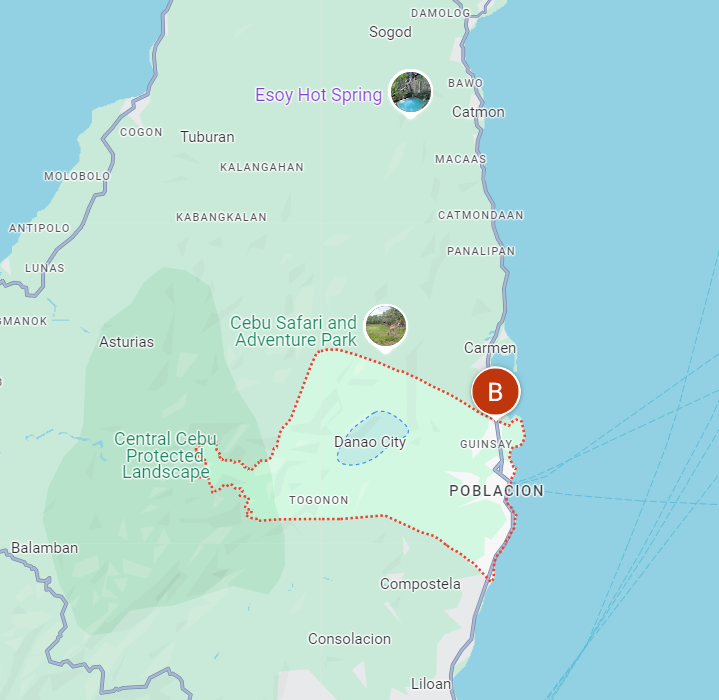 DAMOLOG
Sogod
BAWO
Esoy Hot Spring
Catmon
COGON
Tuburan
MACAAS
KALANGAHAN
MOLOBOLO
CATMONDAAN
KABANGKALAN
ANTIPOLO
PANALIPAN
LUNAS
GMANOK
Cebu Safari and
Adventure Park
Asturias
Carmen
B
Central Cebu
Protected
Landscape
Danao City
GUINSAY
POBLACION
TOGONON
Balamban
Compostela
Consolacion
Liloan